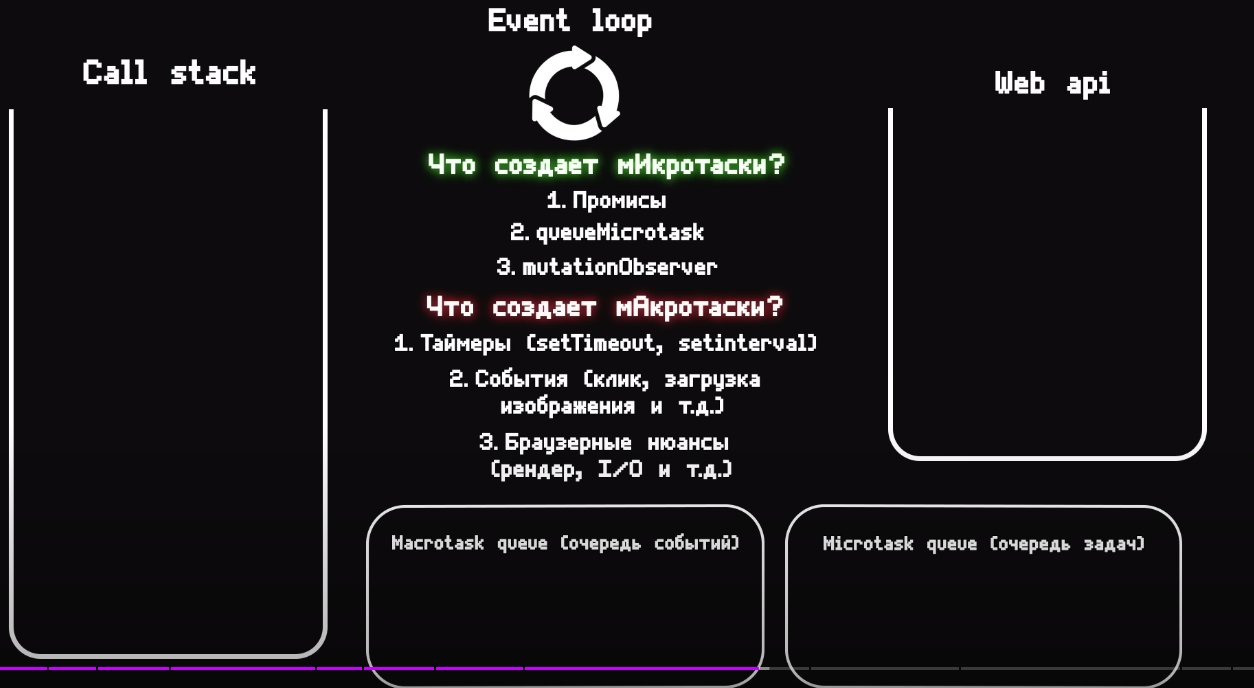 Event loop
Call stack
Web api
Что создает мИкротаски?
1. Промисы
2. queueMicrotask
3. mutationObserver
Что создает мАкротаски?
1. Таймеры (setTimeout, setinterval)
2. События (клик, загрузка
изображения и т.д.)
3. Браузерные нюансы
(рендер, I/O и т.д.)
Macrotask queue (очередь событий)
Microtask queue (очередь задач)